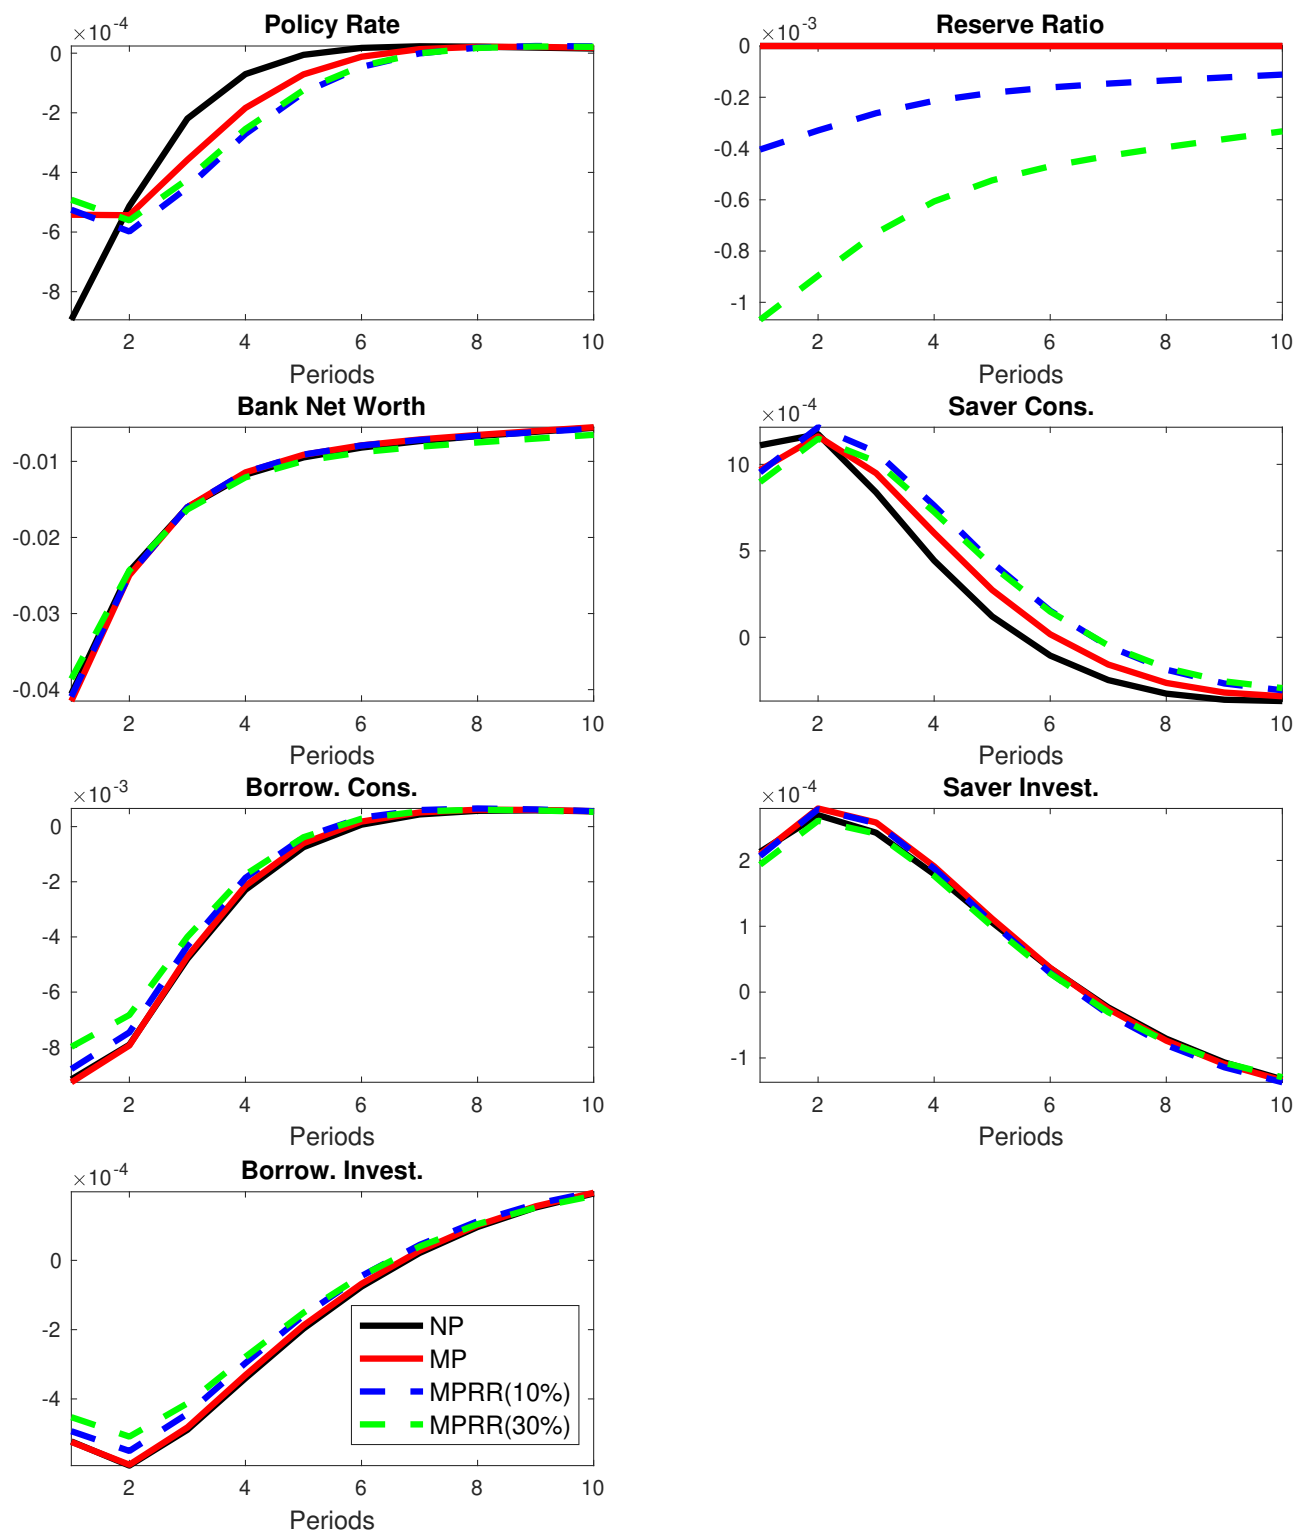 Policy Rate
×10-4
0
-2
-4
-6
-8
2 4 6 8 10
Periods
Reserve Ratio
×10-3
0
-0.2
-0.4
-0.6
-0.8
-1
2 4 6 8 10
Periods
Bank Net Worth
-0.01
-0.02
-0.03
-0.04
2 4 6 8 10
Periods
Saver Cons.
×10-4
10
5
0
2 4 6 8 10
Periods
Borrow. Cons.
×10-3
0
-2
-4
-6
-8
2 4 6 8 10
Periods
Saver Invest.
×10-4
2
1
0
-1
2 4 6 8 10
Periods
Borrow. Invest.
×10-4
0
-2
-4
2 4 6 8 10
Periods
NP
MP
MPRR(10%)
MPRR(30%)